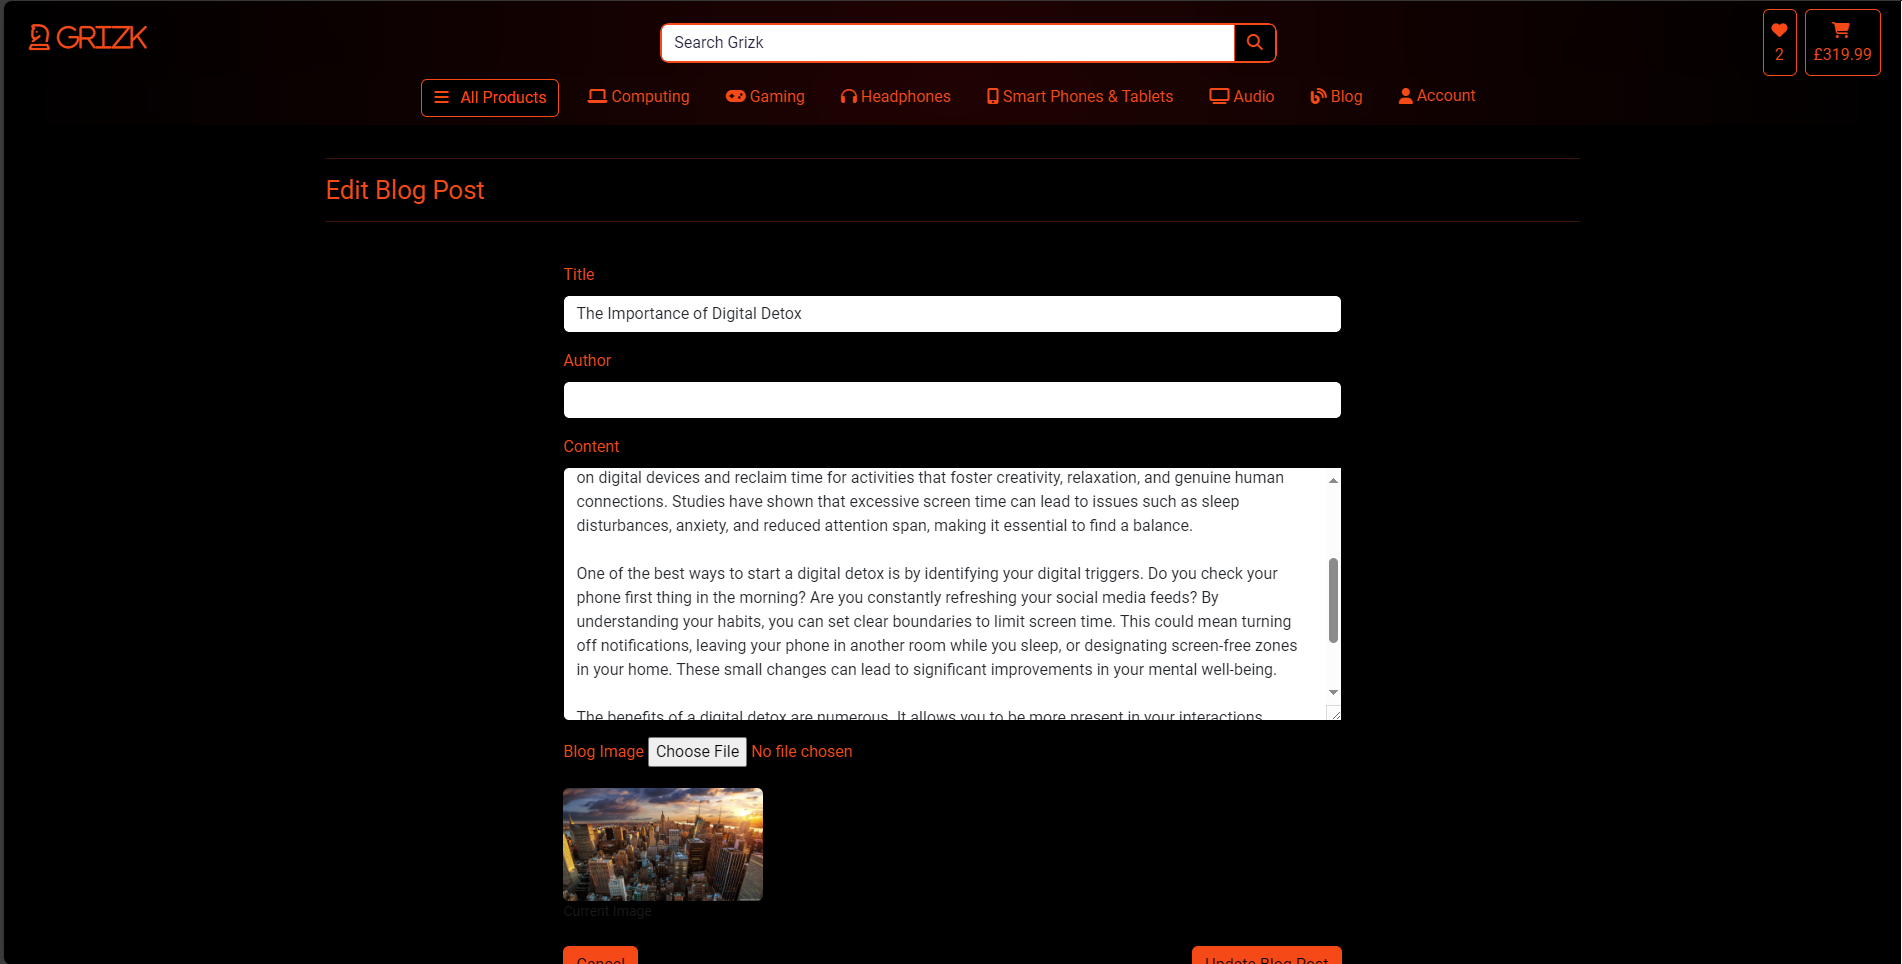 GRIZK
Search Grizk
2
£319.99
All Products
Computing
Gaming
Headphones
Smart Phones & Tablets
Audio
Blog
Account
Edit Blog Post
Title
The Importance of Digital Detox
Author
Content
on digital devices and reclaim time for activities that foster creativity, relaxation, and genuine human
connections. Studies have shown that excessive screen time can lead to issues such as sleep
disturbances, anxiety, and reduced attention span, making it essential to find a balance.
One of the best ways to start a digital detox is by identifying your digital triggers. Do you check your
phone first thing in the morning? Are you constantly refreshing your social media feeds? By
understanding your habits, you can set clear boundaries to limit screen time. This could mean turning
off notifications, leaving your phone in another room while you sleep, or designating screen-free zones
in your home. These small changes can lead to significant improvements in your mental well-being.
The benefits of a digital detox are numerous. It allows you to be more present in your interactions
Blog Image Choose File No file chosen
Current Image
Cancel
Update Blog Post